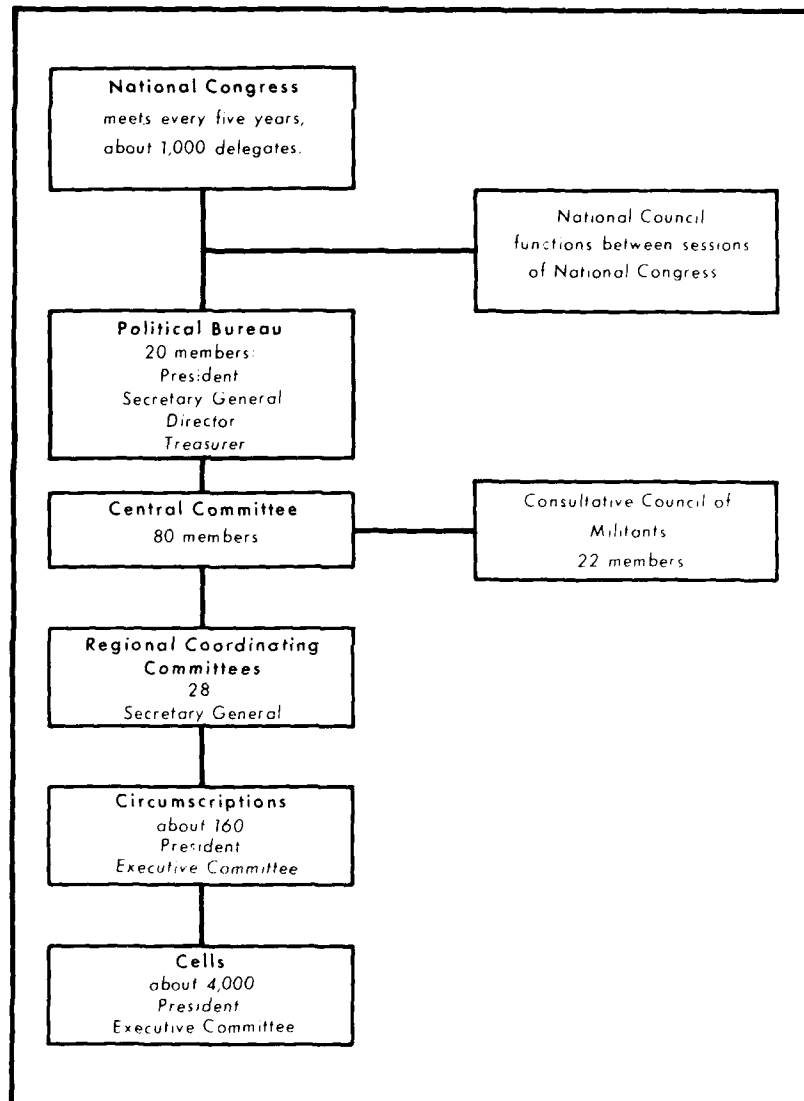 National Congress
meets every five years,
about 1,000 delegates.
National Council
functions between sessions
of National Congress
Political Bureau
20 members:
President
Secretary General
Director
Treasurer
Central Committee
80 members
Consultative Council of
Militants
22 members
Regional Coordinating
Committees
28
Secretary General
Circumscriptions
about 160
President
Executive Committee
Cells
about 4,000
President
Executive Committee